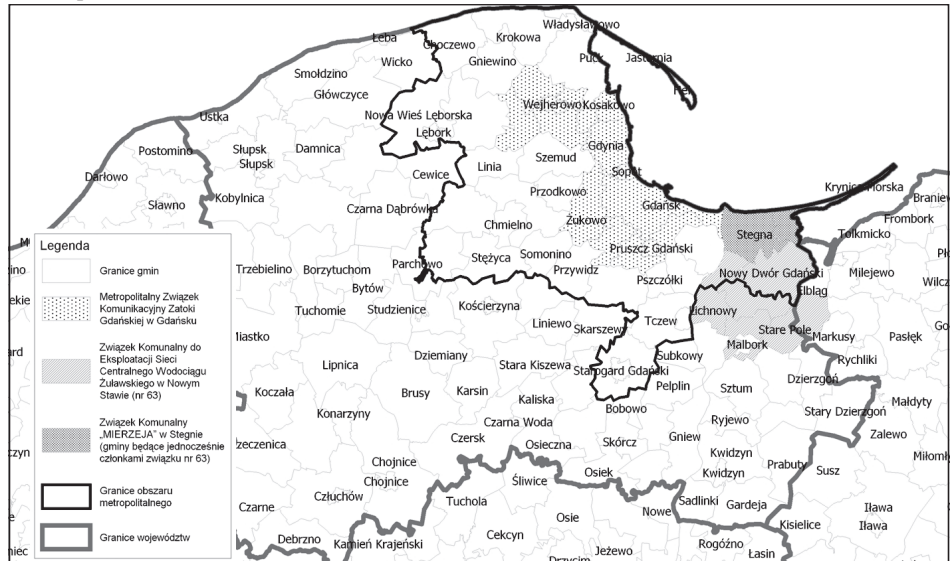 Władysławowo
Łeba
Choczewo
Krokowa
Wicko
Gniewino
Puck
Jastarnia
Smołdzino
Hel
Główczyce
Wejherowo
Kosakowo
Ustka
Nowa Wieś Lęborska
Lębork
Gdynia
Postomino
Słupsk
Słupsk
Damnica
Szemud
Linia
Sopot
Darłowo
Cewice
Przodkowo
Krynica Morska
Braniewo
Sławno
Kobylnica
Czarna Dąbrówka
Gdańsk
Frombork
Chmielno
Żukowo
Stegna
Tolkmicko
Pruszcz Gdański
Legenda
Granice gmin
Metropolitalny Związek
Komunikacyjny Zatoki
Gdańskiej w Gdańsku
Związek Komunalny do
Eksploatacji Sieci
Centralnego Wodociągu
Żuławskiego w Nowym
Stawie (nr 63)
Związek Komunalny
„MIERZEJA” w Stegnie
(gminy będące jednocześnie
członkami związku nr 63)
Granice obszaru
metropolitalnego
Granice województw
Trzebielino
Borzytuchom
Parchowo
Stężyca
Somonino
Przywidz
Pszczółki
Nowy Dwór Gdański
Milejewo
Elbląg
Bytów
Tuchomie
Studzienice
Kościerzyna
Lichnowy
Liniewo
Skarszewy
Tczew
Stare Pole
Markusy
Pasłęk
Miastko
Malbork
Lipnica
Dziemiany
Stara Kiszewa
Starogard Gdański
Subkowy
Rychliki
Pelplin
Dzierzgoń
Koczała
Brusy
Karsin
Kaliska
Sztum
Małdyty
Konarzyny
Bobowo
Stary Dzierzgoń
Czarna Woda
Ryjewo
Rzeczenica
Czersk
Osieczna
Skórcz
Gniew
Zalewo
Kwidzyn
Chojnice
Chojnice
Osiek
Kwidzyn
Prabuty
Susz
Człuchów
Śliwice
Tuchola
Czarne
Nowe
Sadlinki
Gardeja
Iława
Iława
Osie
Kisielice
Debrzno
Kamień Krajeński
Cekcyn
Jeżewo
Rogóźno
Łasin
Drzycim